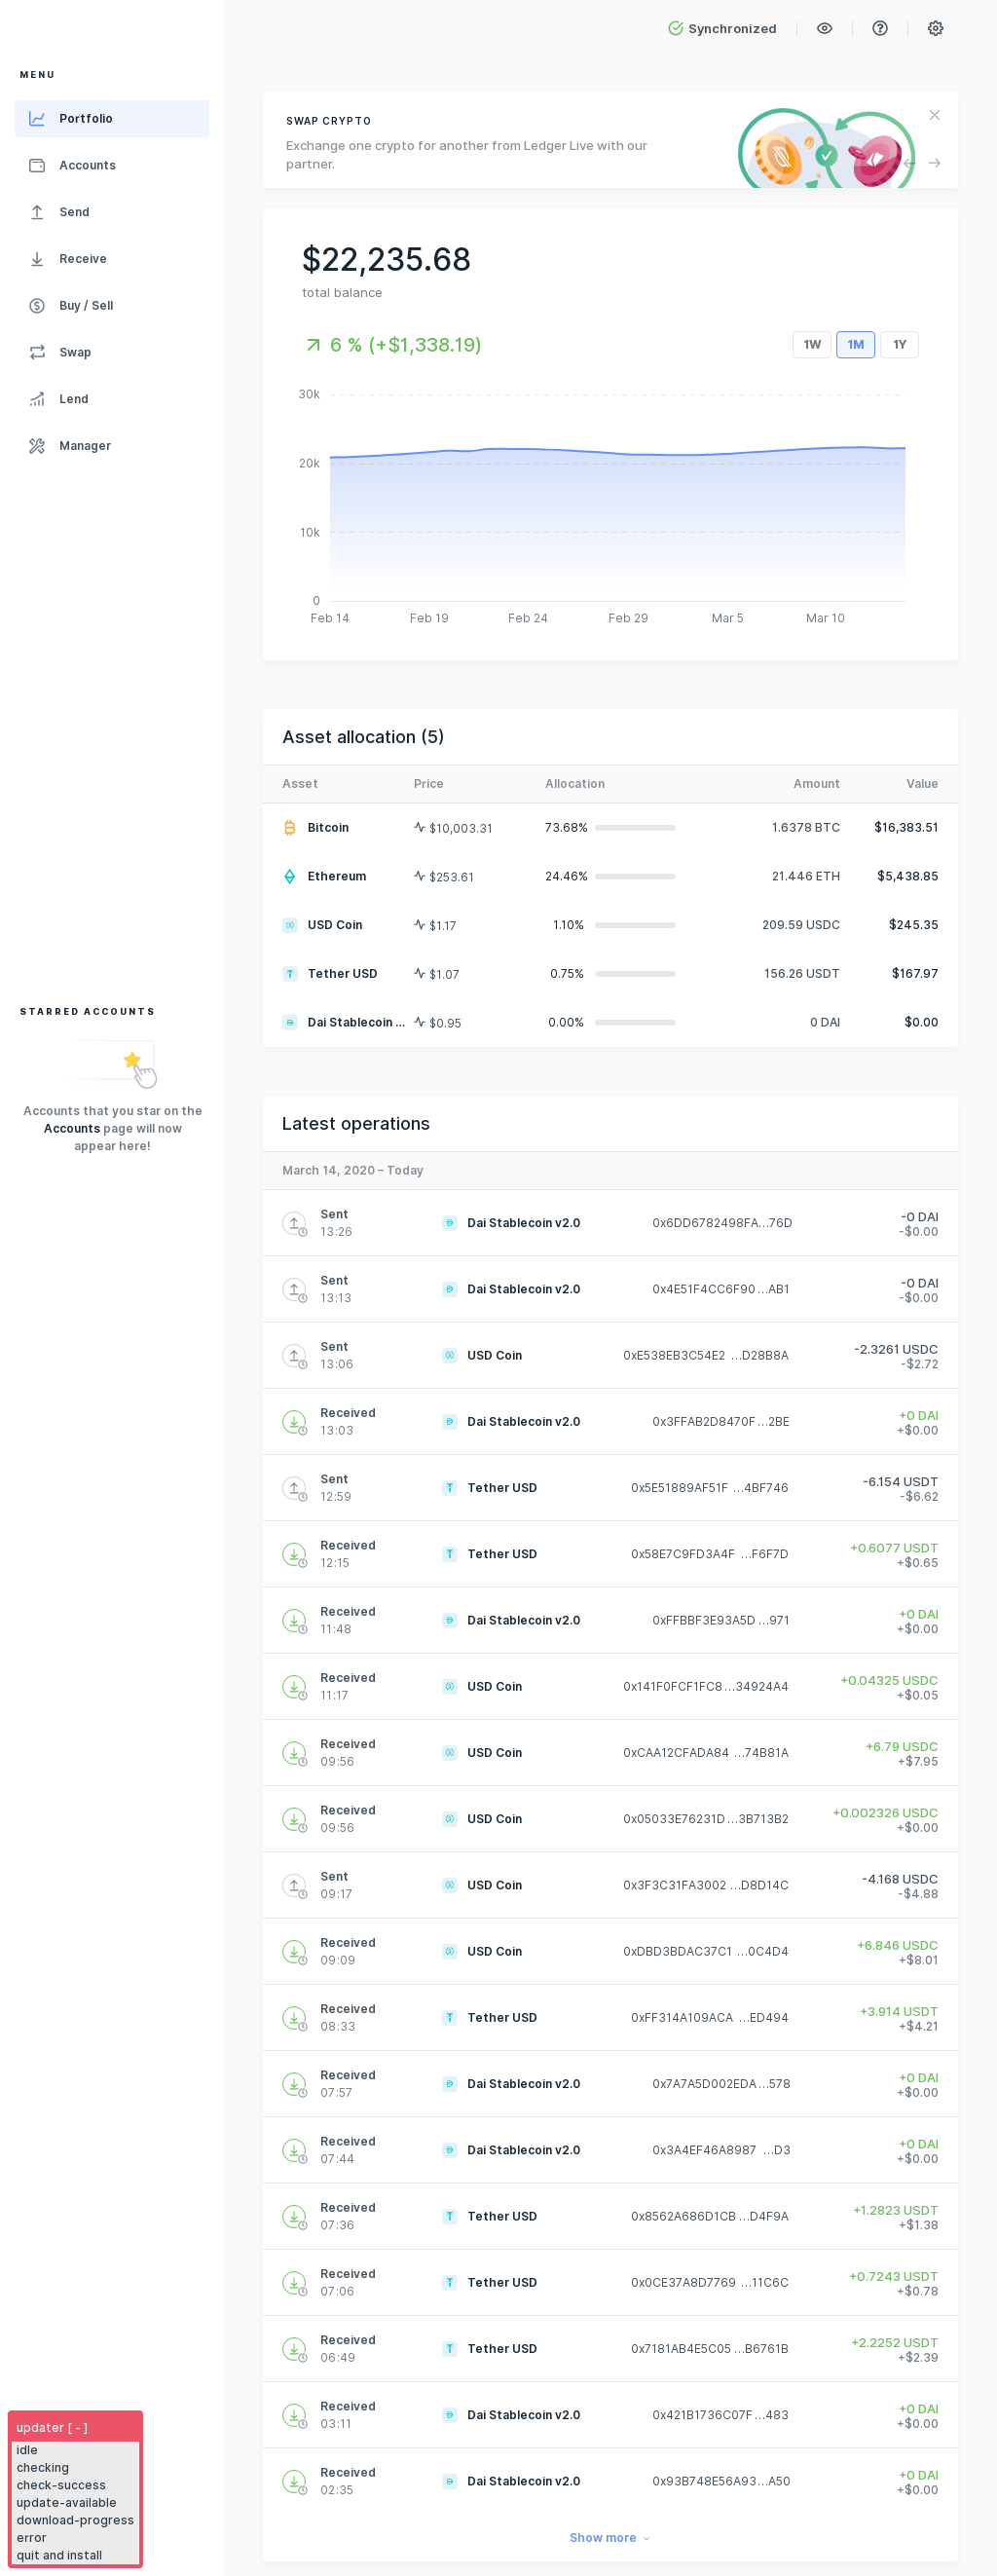 Synchronized
MENU
Portfolio
Accounts
Send
Receive
Buy / Sell
Swap
Lend
Manager
STARRED ACCOUNTS
Accounts that you star on the
Accounts page will now
appear here!
updater [ - ]
idle
checking
check-success
update-available
download-progress
error
quit and install
SWAP CRYPTO
Exchange one crypto for another from Ledger Live with our
partner.
$22,235.68
total balance
6 % (+$1,338.19)
1W 1M 1Y
30k
20k
10k
0
Feb 14 Feb 19 Feb 24 Feb 29 Mar 5 Mar 10
Asset allocation (5)
Asset Price Allocation Amount Value
Bitcoin $10,003.31 73.68% 1.6378 BTC $16,383.51
Ethereum $253.61 24.46% 21.446 ETH $5,438.85
USD Coin $1.17 1.10% 209.59 USDC $245.35
Tether USD $1.07 0.75% 156.26 USDT $167.97
Dai Stablecoin ... $0.95 0.00% 0 DAI $0.00
Latest operations
March 14, 2020 – Today
Sent Dai Stablecoin v2.0 0x6DD6782498FA…76D -0 DAI
13:26 -$0.00
Sent Dai Stablecoin v2.0 0x4E51F4CC6F90…AB1 -0 DAI
13:13 -$0.00
Sent USD Coin 0xE538EB3C54E2 …D28B8A -2.3261 USDC
13:06 -$2.72
Received Dai Stablecoin v2.0 0x3FFAB2D8470F…2BE +0 DAI
13:03 +$0.00
Sent Tether USD 0x5E51889AF51F …4BF746 -6.154 USDT
12:59 -$6.62
Received Tether USD 0x58E7C9FD3A4F …F6F7D +0.6077 USDT
12:15 +$0.65
Received Dai Stablecoin v2.0 0xFFBBF3E93A5D …971 +0 DAI
11:48 +$0.00
Received USD Coin 0x141F0FCF1FC8…34924A4 +0.04325 USDC
11:17 +$0.05
Received USD Coin 0xCAA12CFADA84 …74B81A +6.79 USDC
09:56 +$7.95
Received USD Coin 0x05033E76231D…3B713B2 +0.002326 USDC
09:56 +$0.00
Sent USD Coin 0x3F3C31FA3002 …D8D14C -4.168 USDC
09:17 -$4.88
Received USD Coin 0xDBD3BDAC37C1 …0C4D4 +6.846 USDC
09:09 +$8.01
Received Tether USD 0xFF314A109ACA …ED494 +3.914 USDT
08:33 +$4.21
Received Dai Stablecoin v2.0 0x7A7A5D002EDA…578 +0 DAI
07:57 +$0.00
Received Dai Stablecoin v2.0 0x3A4EF46A8987 …D3 +0 DAI
07:44 +$0.00
Received Tether USD 0x8562A686D1CB …D4F9A +1.2823 USDT
07:36 +$1.38
Received Tether USD 0x0CE37A8D7769 …11C6C +0.7243 USDT
07:06 +$0.78
Received Tether USD 0x7181AB4E5C05 …B6761B +2.2252 USDT
06:49 +$2.39
Received Dai Stablecoin v2.0 0x421B1736C07F…483 +0 DAI
03:11 +$0.00
Received Dai Stablecoin v2.0 0x93B748E56A93…A50 +0 DAI
02:35 +$0.00
Show more